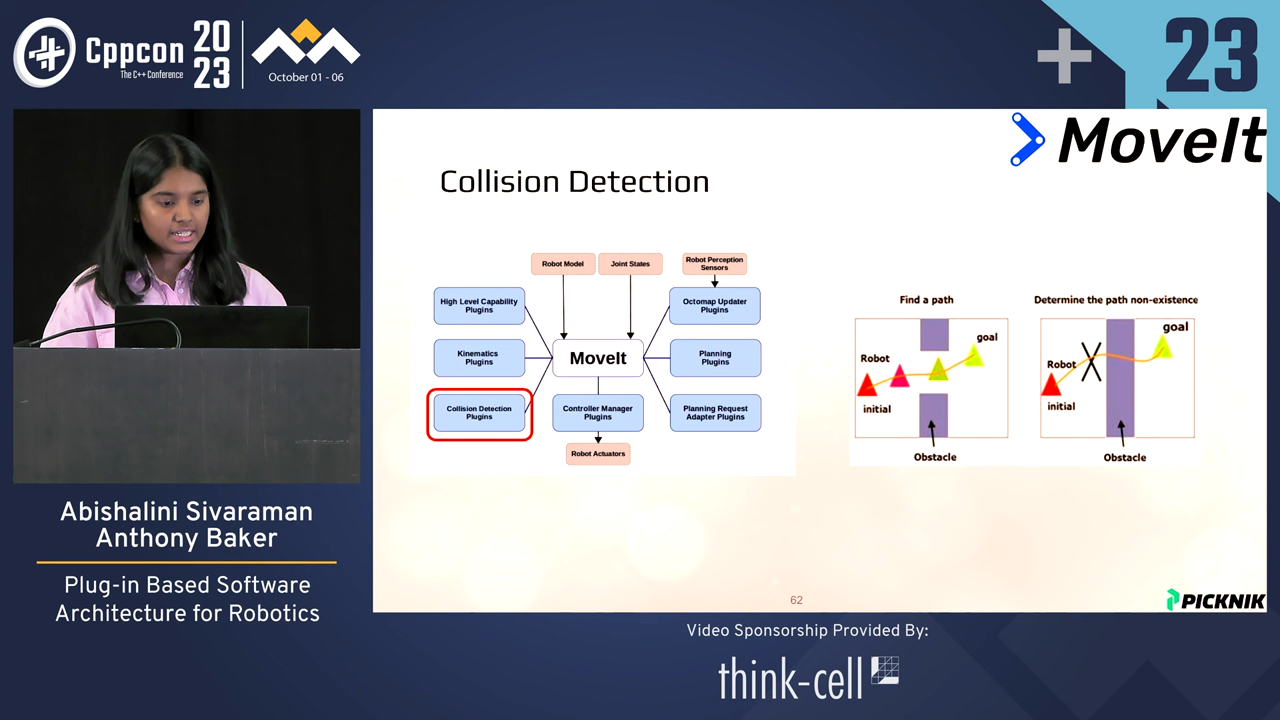 Cppcon
The C++ Conference
20
23
October 01 - 06
23
MoveIt
Collision Detection
Robot Model
Joint States
Robot Perception
Sensors
High Level Capability
Plugins
Octomap Updater
Plugins
Kinematics
Plugins
MoveIt
Planning
Plugins
Collision Detection
Plugins
Controller Manager
Plugins
Planning Request
Adapter Plugins
Robot Actuators
Find a path
Robot
initial
goal
Obstacle
Determine the path non-existence
Robot
initial
goal
Obstacle
62
PICKNIK
Abishalini Sivaraman
Anthony Baker
Plug-in Based Software
Architecture for Robotics
Video Sponsorship Provided By:
think-cell